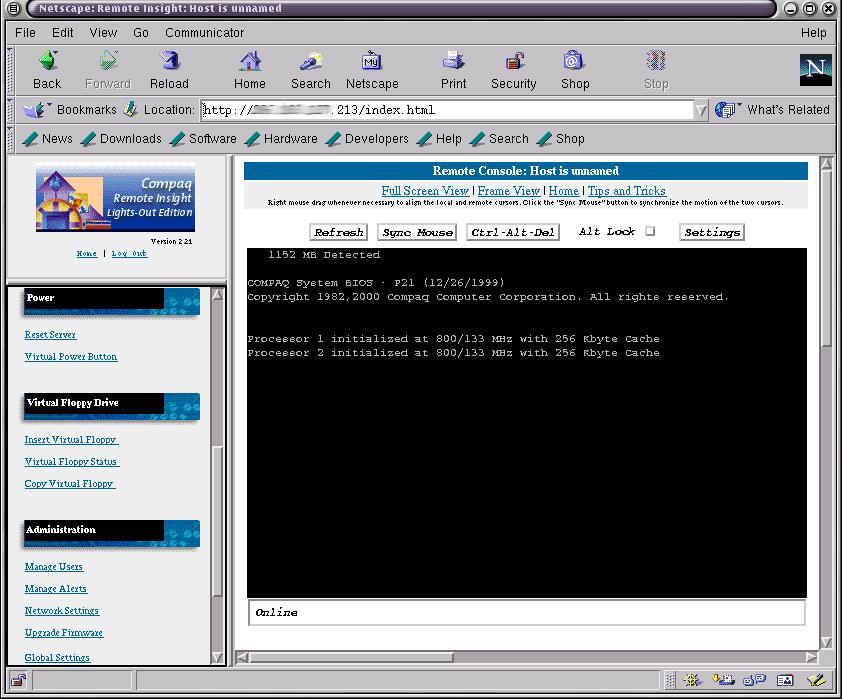 Netscape: Remote Insight: Host is unnamed
File Edit View Go Communicator Help
Back Forward Reload Home Search Netscape Print Security Shop Stop
My
N
Bookmarks Location: http:// .213/index.html What's Related
News Downloads Software Hardware Developers Help Search Shop
Compaq
Remote Insight
Lights-Out Edition
Version 2.21
Home | Log out
Power
Reset Server
Virtual Power Button
Virtual Floppy Drive
Insert Virtual Floppy
Virtual Floppy Status
Copy Virtual Floppy
Administration
Manage Users
Manage Alerts
Network Settings
Upgrade Firmware
Global Settings
Remote Console: Host is unnamed
Full Screen View | Frame View | Home | Tips and Tricks
Right mouse drag whenever necessary to align the local and remote cursors. Click the "Sync Mouse" button to synchronize the motion of the two cursors.
Refresh Sync Mouse Ctrl-Alt-Del Alt Lock Settings
1152 MB Detected
COMPAQ System BIOS - P21 (12/26/1999)
Copyright 1982,2000 Compaq Computer Corporation. All rights reserved.
Processor 1 initialized at 800/133 MHz with 256 Kbyte Cache
Processor 2 initialized at 800/133 MHz with 256 Kbyte Cache
Online